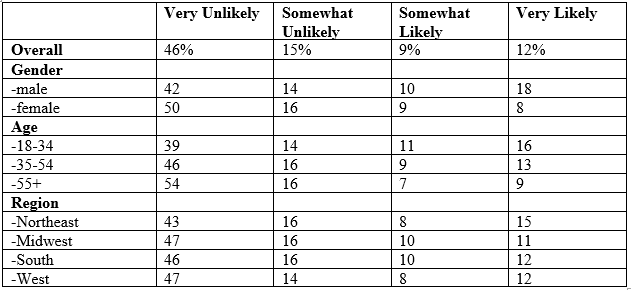 Very Unlikely Somewhat Unlikely Somewhat Likely Very Likely
Overall 46% 15% 9% 12%
Gender
-male 42 14 10 18
-female 50 16 9 8
Age
-18-34 39 14 11 16
-35-54 46 16 9 13
-55+ 54 16 7 9
Region
-Northeast 43 16 8 15
-Midwest 47 16 10 11
-South 46 16 10 12
-West 47 14 8 12